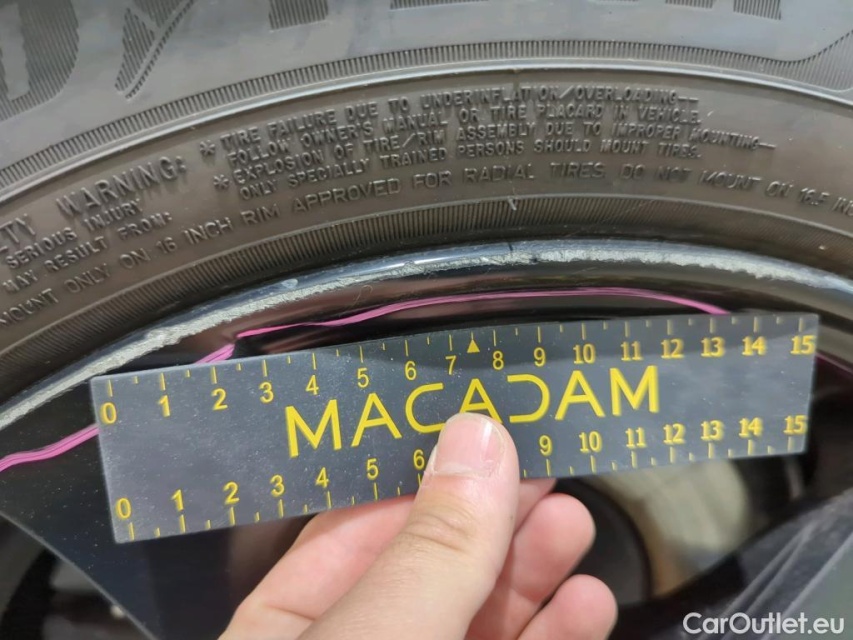 TY WARNING:
SERIOUS INJURY
MAY RESULT FROM:
* TIRE FAILURE DUE TO UNDERINFLATION/OVERLOADING—
FOLLOW OWNER'S MANUAL OR TIRE PLACARD IN VEHICLE.
* EXPLOSION OF TIRE/RIM ASSEMBLY DUE TO IMPROPER MOUNTING—
ONLY SPECIALLY TRAINED PERSONS SHOULD MOUNT TIRES.
MOUNT ONLY ON 16 INCH RIM APPROVED FOR RADIAL TIRES. DO NOT MOUNT ON 16.5 IN
0 1 2 3 4 5 6 7 8 9 10 11 12 13 14 15
MACADAM
0 1 2 3 4 5 6 9 10 11 12 13 14 15
CarOutlet.eu